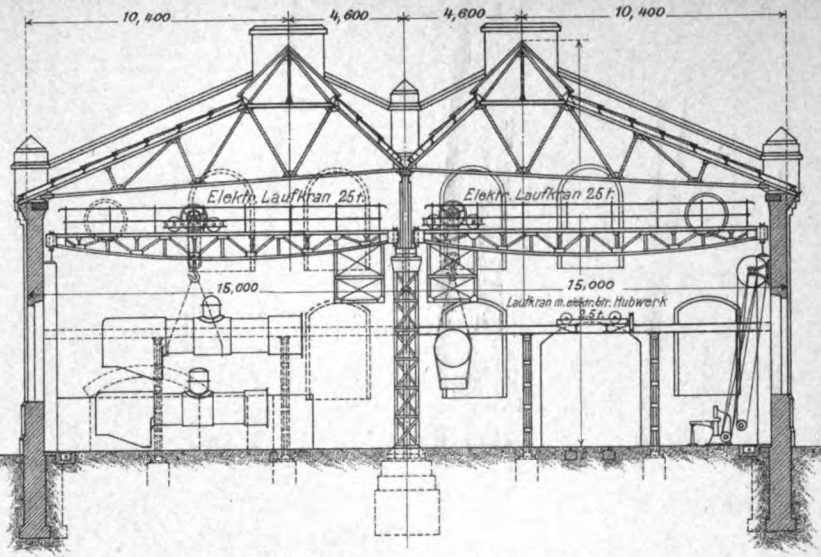 10,400
4,600
4,600
10,400
Elektr. Laufkran 25 t.
Elektr. Laufkran 25 t.
15,000
15,000
Laufkran m. elektr. btr. Hubwerk
2,5 t.